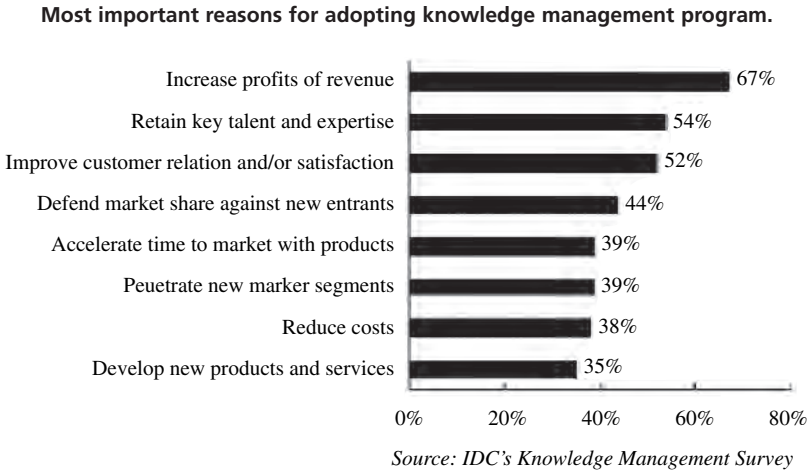 Most important reasons for adopting knowledge management program.
Increase profits of revenue 67%
Retain key talent and expertise 54%
Improve customer relation and/or satisfaction 52%
Defend market share against new entrants 44%
Accelerate time to market with products 39%
Peuetrate new marker segments 39%
Reduce costs 38%
Develop new products and services 35%
0% 20% 40% 60% 80%
Source: IDC's Knowledge Management Survey